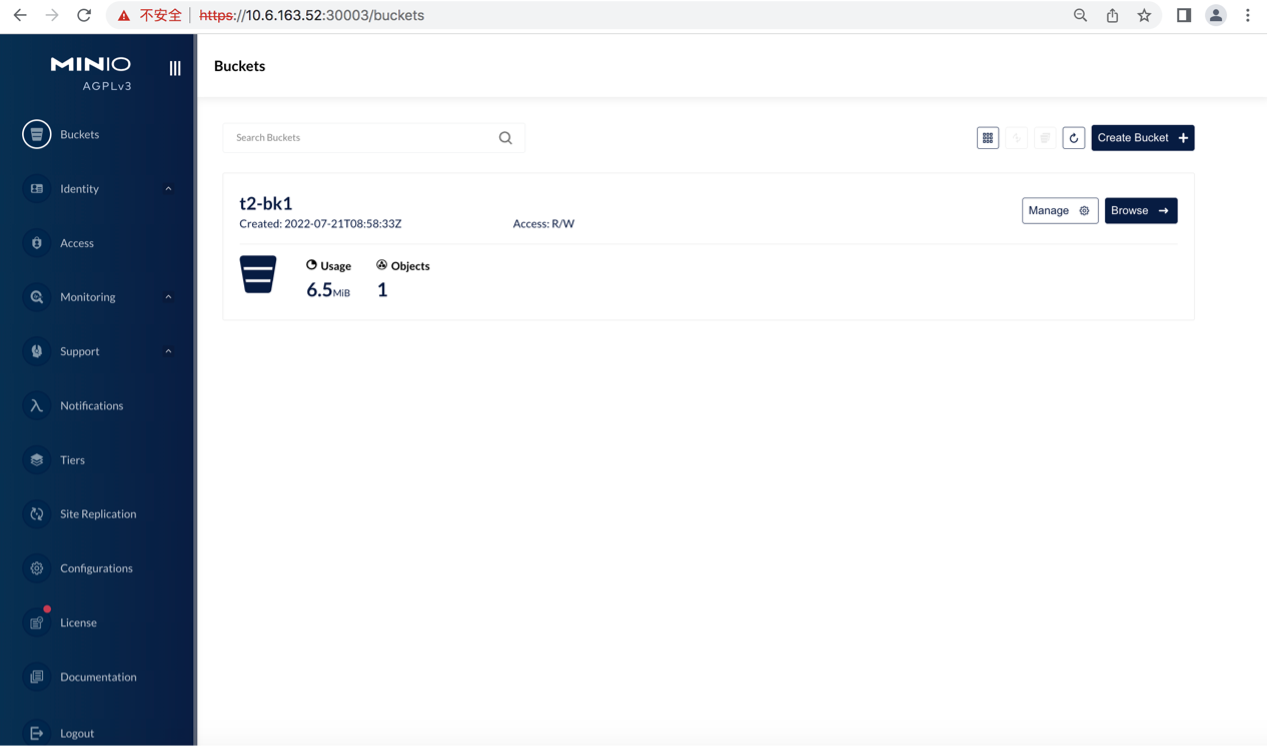 不安全 https://10.6.163.52:30003/buckets
MINIO
AGPLv3
Buckets
Identity
Access
Monitoring
Support
Notifications
Tiers
Site Replication
Configurations
License
Documentation
Logout
Buckets
Search Buckets
Create Bucket +
t2-bk1
Created: 2022-07-21T08:58:33Z Access: R/W
Manage Browse →
Usage Objects
6.5MiB 1